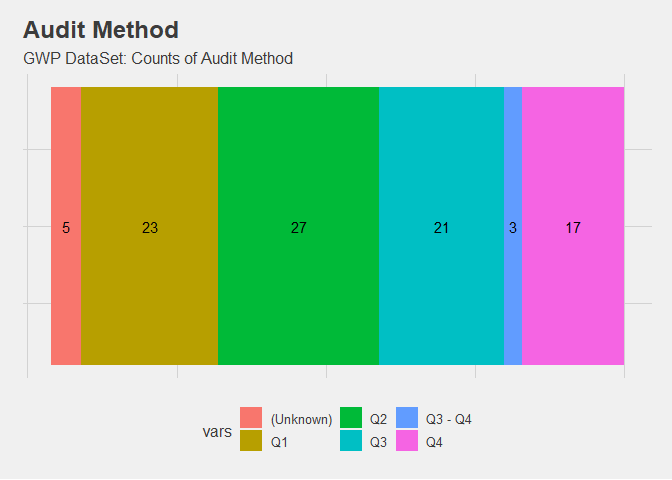 Audit Method
GWP DataSet: Counts of Audit Method
5 23 27 21 3 17
vars (Unknown) Q2 Q3 - Q4
Q1 Q3 Q4